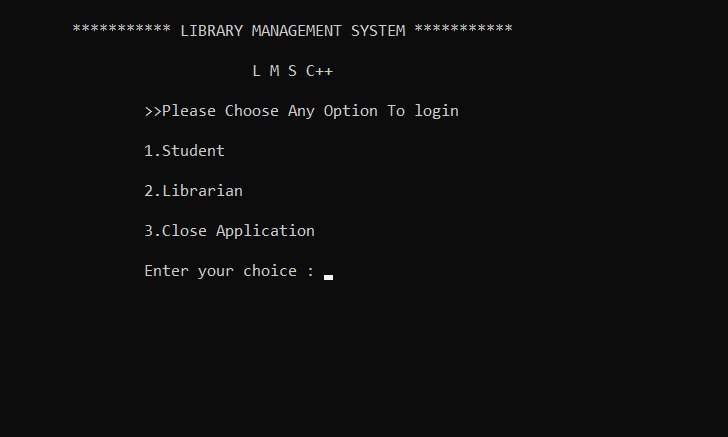 *********** LIBRARY MANAGEMENT SYSTEM ***********
L M S C++
>>Please Choose Any Option To login
1.Student
2.Librarian
3.Close Application
Enter your choice :